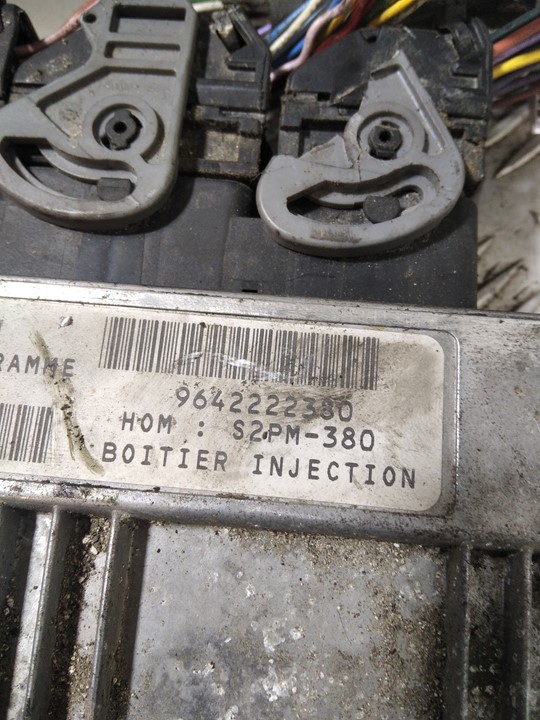 RAMME
9642222380
HOM : S2PM-380
BOITIER INJECTION